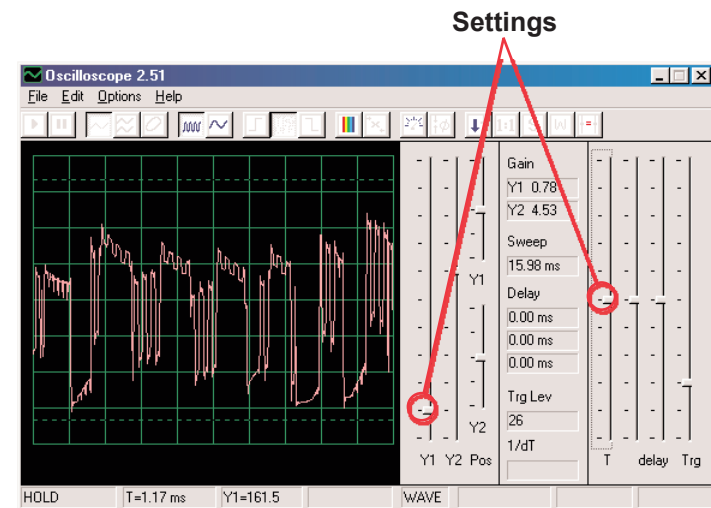 Settings
Oscilloscope 2.51
File Edit Options Help
1:1
Gain
Y1 0.78
Y2 4.53
Sweep
15.98 ms
Y1
Delay
0.00 ms
0.00 ms
0.00 ms
Trg Lev
26
Y2
1/dT
Y1 Y2 Pos
T delay Trg
HOLD T=1.17 ms Y1=161.5 WAVE